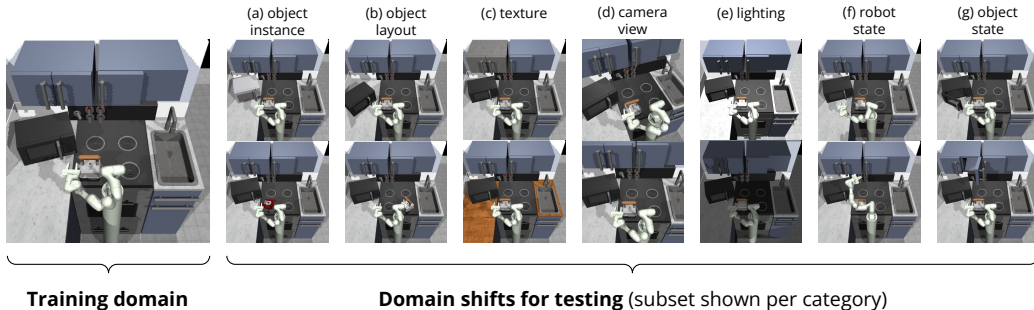 (a) object
instance
(b) object
layout
(c) texture
(d) camera
view
(e) lighting
(f) robot
state
(g) object
state
Training domain
Domain shifts for testing (subset shown per category)